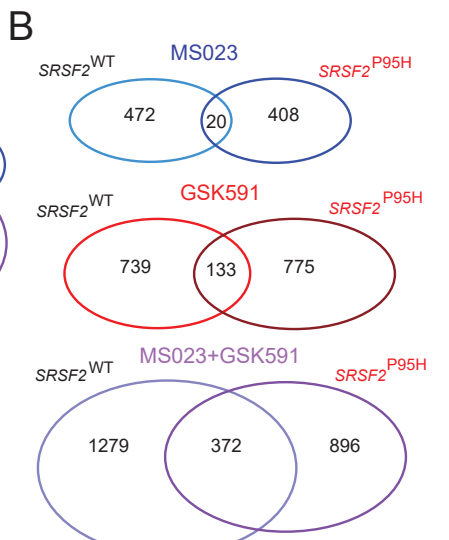 B
MS023
SRSF2WT SRSF2P95H
472 20 408
GSK591
SRSF2WT SRSF2P95H
739 133 775
MS023+GSK591
SRSF2WT SRSF2P95H
1279 372 896